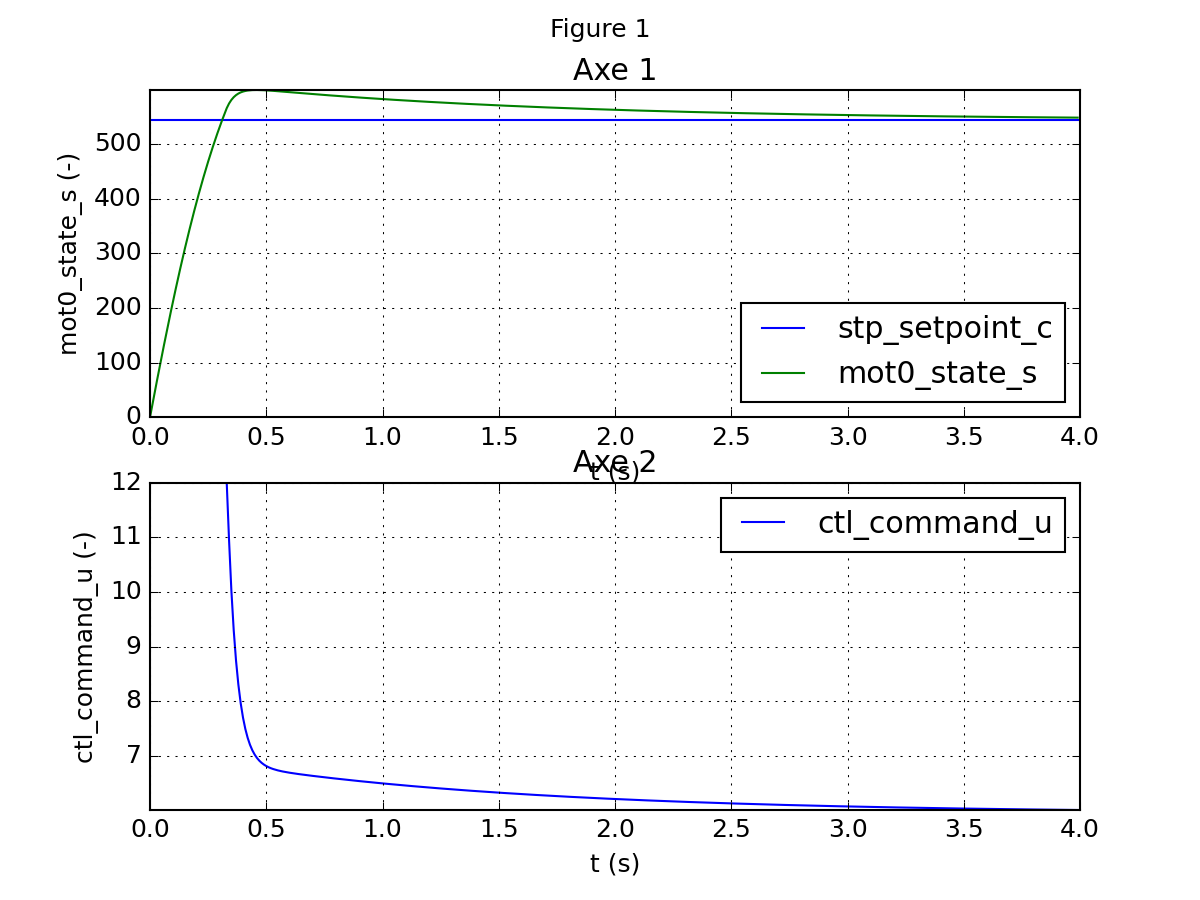 Figure 1
Axe 1
mot0_state_s (-)
500
400
300
200
100
0
stp_setpoint_c
mot0_state_s
0.0 0.5 1.0 1.5 2.0 2.5 3.0 3.5 4.0
t (s)
Axe 2
ctl_command_u (-)
12
11
10
9
8
7
ctl_command_u
0.0 0.5 1.0 1.5 2.0 2.5 3.0 3.5 4.0
t (s)